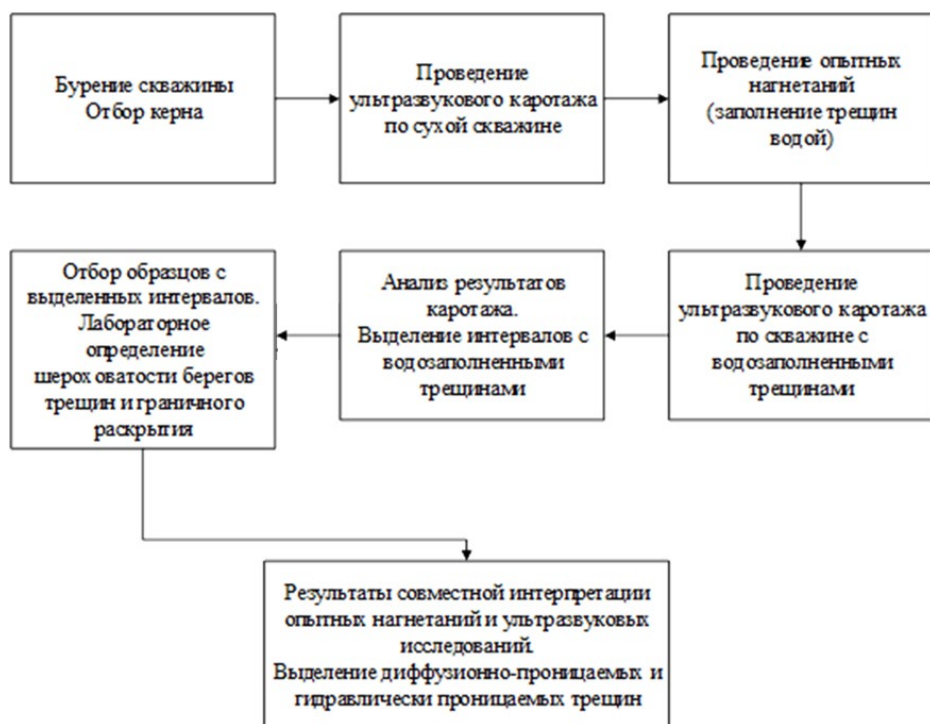 Бурение скважины
Отбор керна
Проведение
ультразвукового каротажа
по сухой скважине
Проведение опытных
нагнетаний
(заполнение трещин
водой)
Проведение
ультразвукового каротажа
по скважине с
водозаполненными
трещинами
Анализ результатов
каротажа.
Выделение интервалов с
водозаполненными
трещинами
Отбор образцов с
выделенных интервалов.
Лабораторное
определение
шероховатости берегов
трещин и граничного
раскрытия
Результаты совместной интерпретации
опытных нагнетаний и ультразвуковых
исследований.
Выделение диффузионно-проницаемых и
гидравлически проницаемых трещин